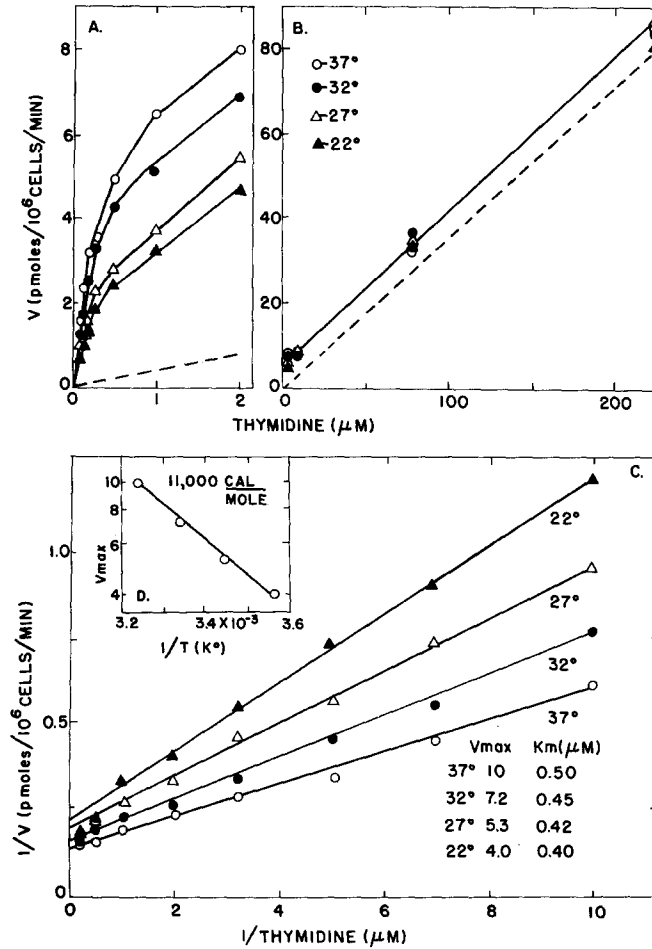 A.
B.
8
6
4
2
0
0
1
2
V (pmoles/10⁶ CELLS/MIN)
80
60
40
20
0
0
100
200
37°
32°
27°
22°
THYMIDINE (μM)
C.
11,000 CAL
MOLE
10
8
6
4
Vmax
D.
3.2
3.4 X10⁻³
3.6
1/T (K°)
1.0
0.5
0
1/V (pmoles/10⁶ CELLS/MIN)
22°
27°
32°
37°
Vmax Km(μM)
37° 10 0.50
32° 7.2 0.45
27° 5.3 0.42
22° 4.0 0.40
0
2
4
6
8
10
1/THYMIDINE (μM)